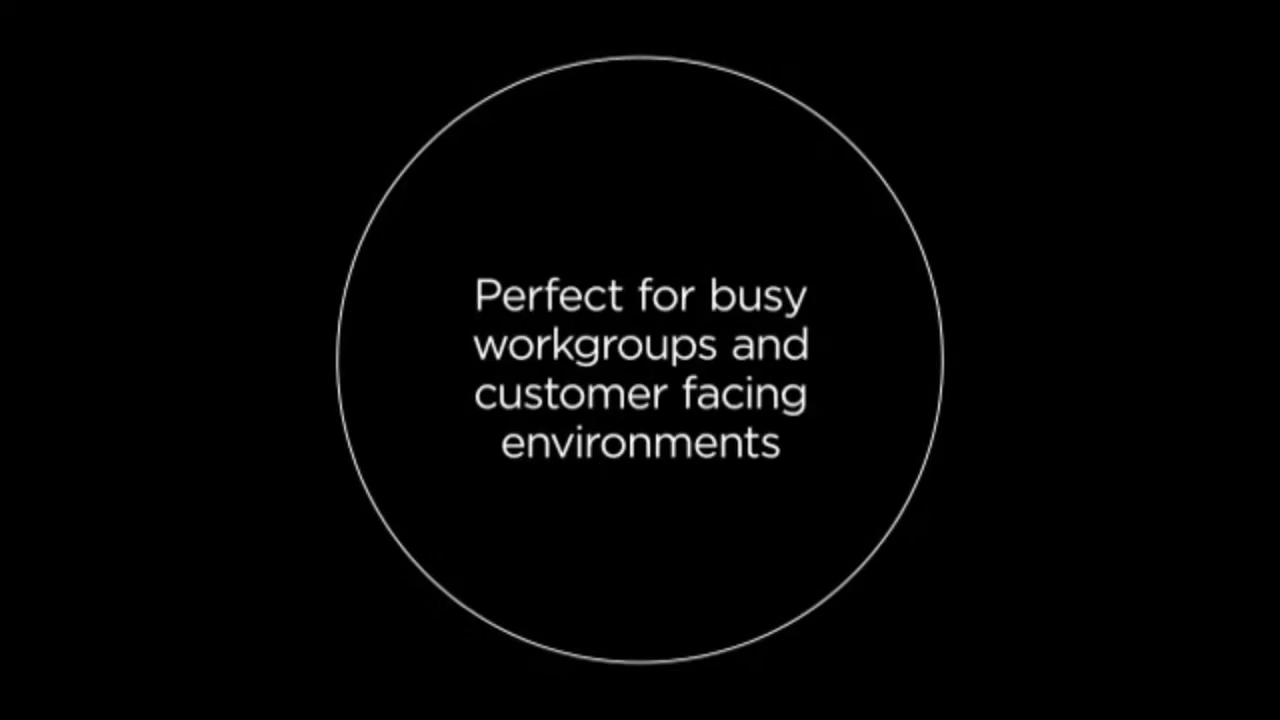 Perfect for busy
workgroups and
customer facing
environments